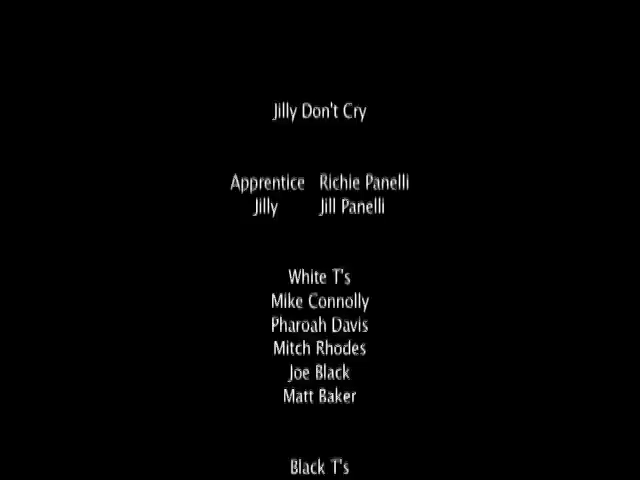 Jilly Don't Cry
Apprentice Richie Panelli
Jilly Jill Panelli
White T's
Mike Connolly
Pharoah Davis
Mitch Rhodes
Joe Black
Matt Baker
Black T's